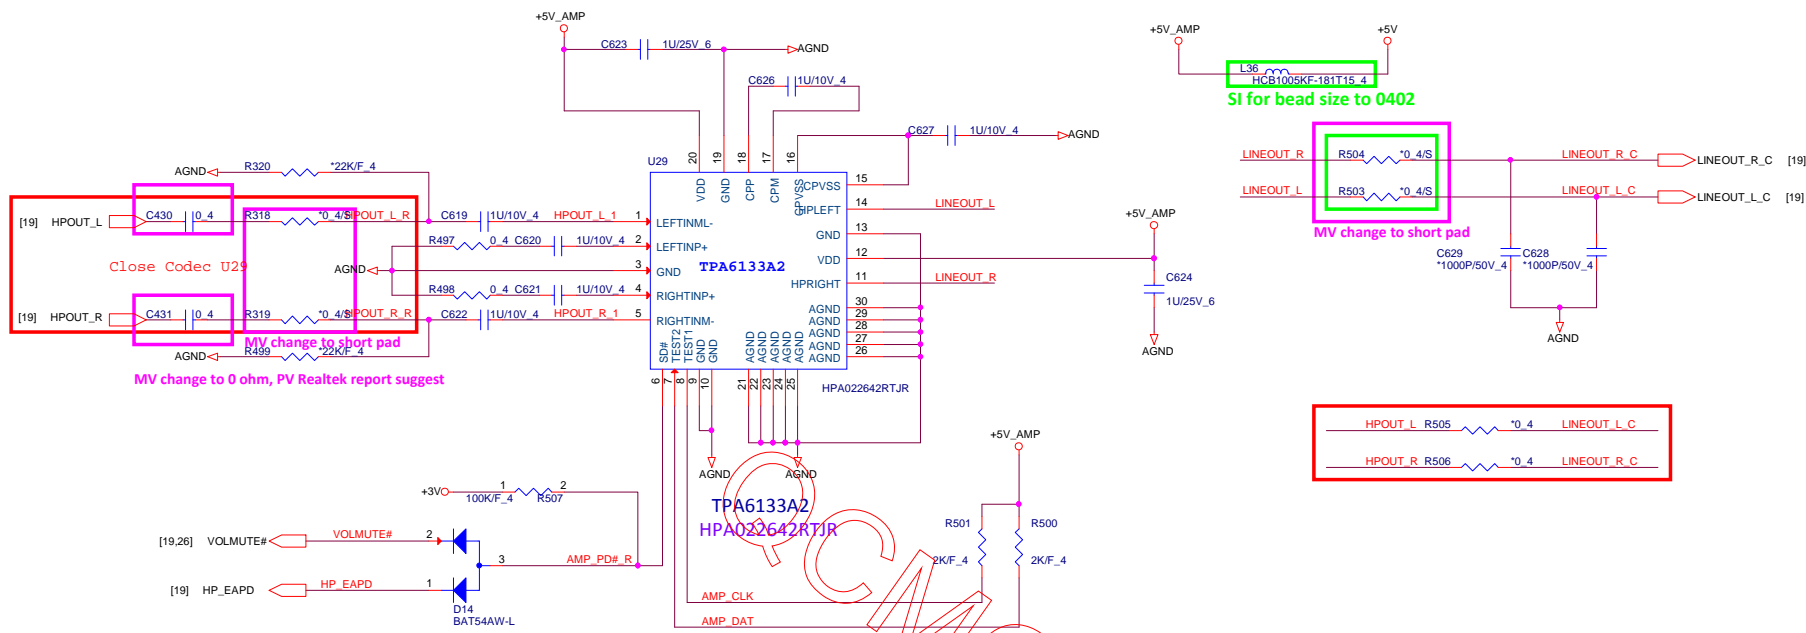 +5V_AMP
C623 1U/25V_6
AGND
C626 1U/10V_4
C627 1U/10V_4
AGND
+5V_AMP +5V
L36
HCB1005KF-181T15_4
SI for bead size to 0402
LINEOUT_R R504 *0_4/S LINEOUT_R_C LINEOUT_R_C [19]
LINEOUT_L R503 *0_4/S LINEOUT_L_C LINEOUT_L_C [19]
MV change to short pad
C629 C628
*1000P/50V_4 *1000P/50V_4
AGND
AGND R320 *22K/F_4
[19] HPOUT_L C430 0_4 R318 *0_4/S HPOUT_L_R C619 1U/10V_4 HPOUT_L_1 1
R497 0_4 C620 1U/10V_4 2
Close Codec U29
AGND 3
R498 0_4 C621 1U/10V_4 4
[19] HPOUT_R C431 0_4 R319 *0_4/S HPOUT_R_R C622 1U/10V_4 HPOUT_R_1 5
MV change to short pad
AGND R499 *22K/F_4
MV change to 0 ohm, PV Realtek report suggest
U29
20 19 18 17 16
VDD GND CPP CPM CPVSS
CPVSS 15
HPLEFT 14 LINEOUT_L
GND 13
VDD 12
HPRIGHT 11 LINEOUT_R
AGND 30
AGND 29
AGND 28
AGND 27
AGND 26
LEFTINML-
LEFTINP+
GND
RIGHTINP+
RIGHTINM-
TPA6133A2
SD# TEST2 TEST1 GND GND AGND AGND AGND AGND AGND
6 7 8 9 10 21 22 23 24 25
HPA022642RTJR
+5V_AMP
C624
1U/25V_6
AGND
AGND AGND
TPA6133A2
HPA022642RTJR
HPOUT_L R505 *0_4 LINEOUT_L_C
HPOUT_R R506 *0_4 LINEOUT_R_C
+5V_AMP
R501 R500
2K/F_4 2K/F_4
+3V 1 2
100K/F_4 R507
[19,26] VOLMUTE# VOLMUTE# 2
3 AMP_PD#_R
[19] HP_EAPD HP_EAPD 1
D14
BAT54AW-L
AMP_CLK
AMP_DAT
QCM